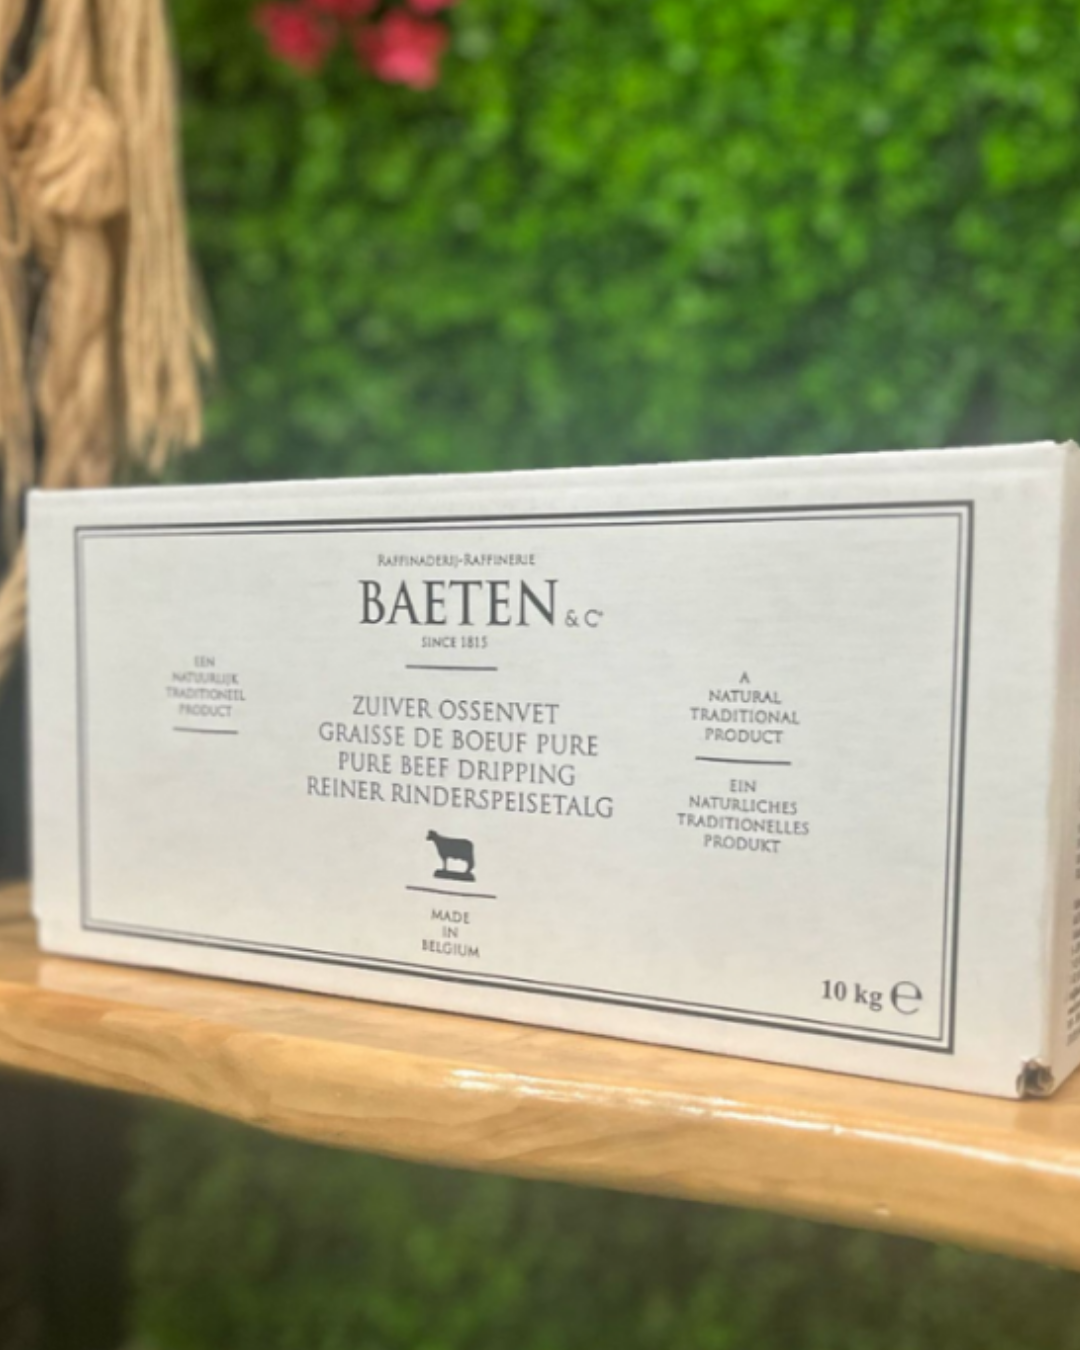 RAFFINADERIJ-RAFFINERIE
BAETEN & C°
SINCE 1815
EEN
NATUURLIJK
TRADITIONEEL
PRODUCT
ZUIVER OSSENVET
GRAISSE DE BOEUF PURE
PURE BEEF DRIPPING
REINER RINDERSPEISETALG
MADE
IN
BELGIUM
A
NATURAL
TRADITIONAL
PRODUCT
EIN
NATURLICHES
TRADITIONELLES
PRODUKT
10 kg ℮